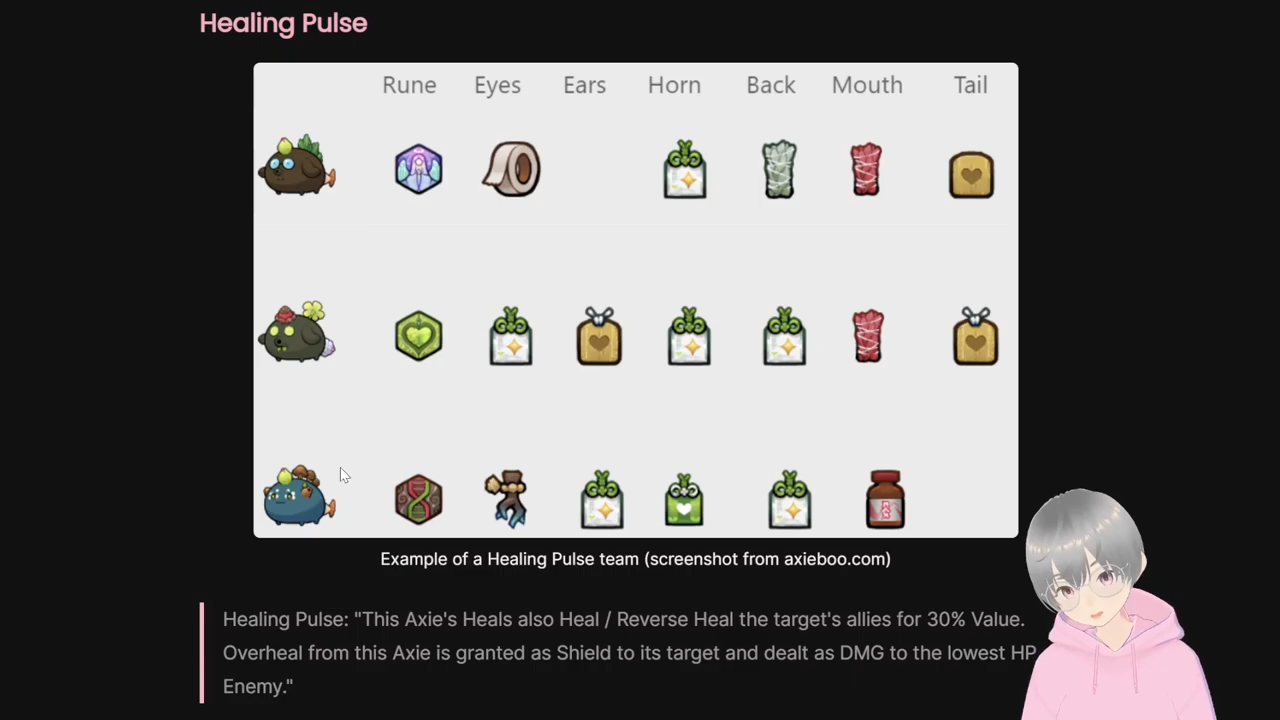 Healing Pulse
Rune Eyes Ears Horn Back Mouth Tail
Example of a Healing Pulse team (screenshot from axieboo.com)
Healing Pulse: "This Axie's Heals also Heal / Reverse Heal the target's allies for 30% Value.
Overheal from this Axie is granted as Shield to its target and dealt as DMG to the lowest HP
Enemy."